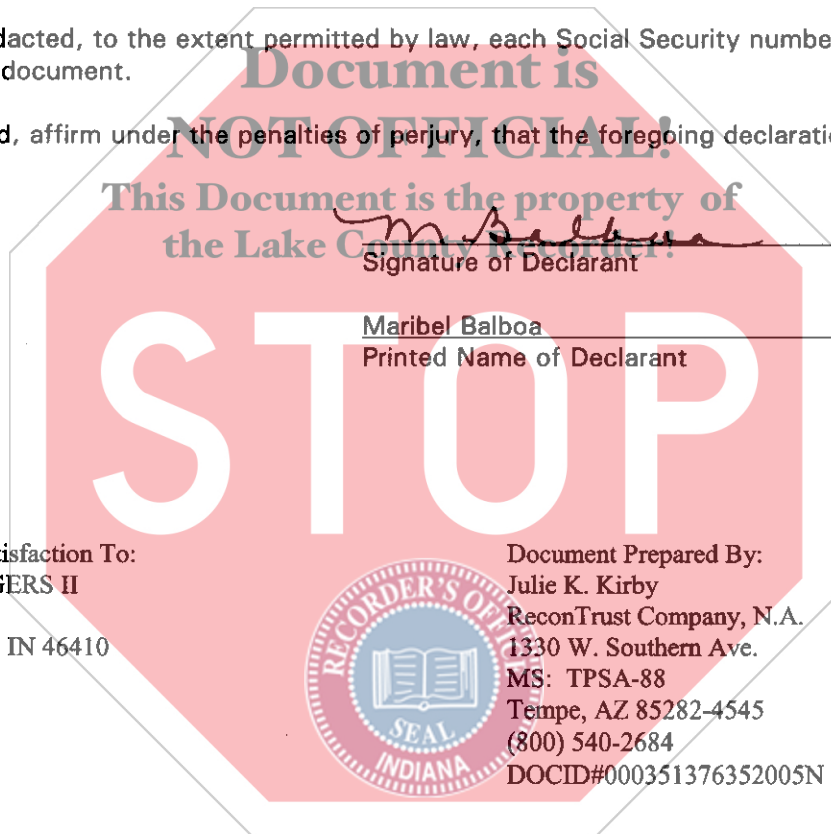 dacted, to the extent permitted by law, each Social Security numbe
document.
Document is
NOT OFFICIAL!
d, affirm under the penalties of perjury, that the foregoing declaratio
This Document is the property of
the Lake County Recorder!
M Balboa
Signature of Declarant
Maribel Balboa
Printed Name of Declarant
STOP
tisfaction To:
GERS II
IN 46410
Document Prepared By:
Julie K. Kirby
ReconTrust Company, N.A.
1330 W. Southern Ave.
MS: TPSA-88
Tempe, AZ 85282-4545
(800) 540-2684
DOCID#000351376352005N
RECORDER'S OFFICE
SEAL
INDIANA